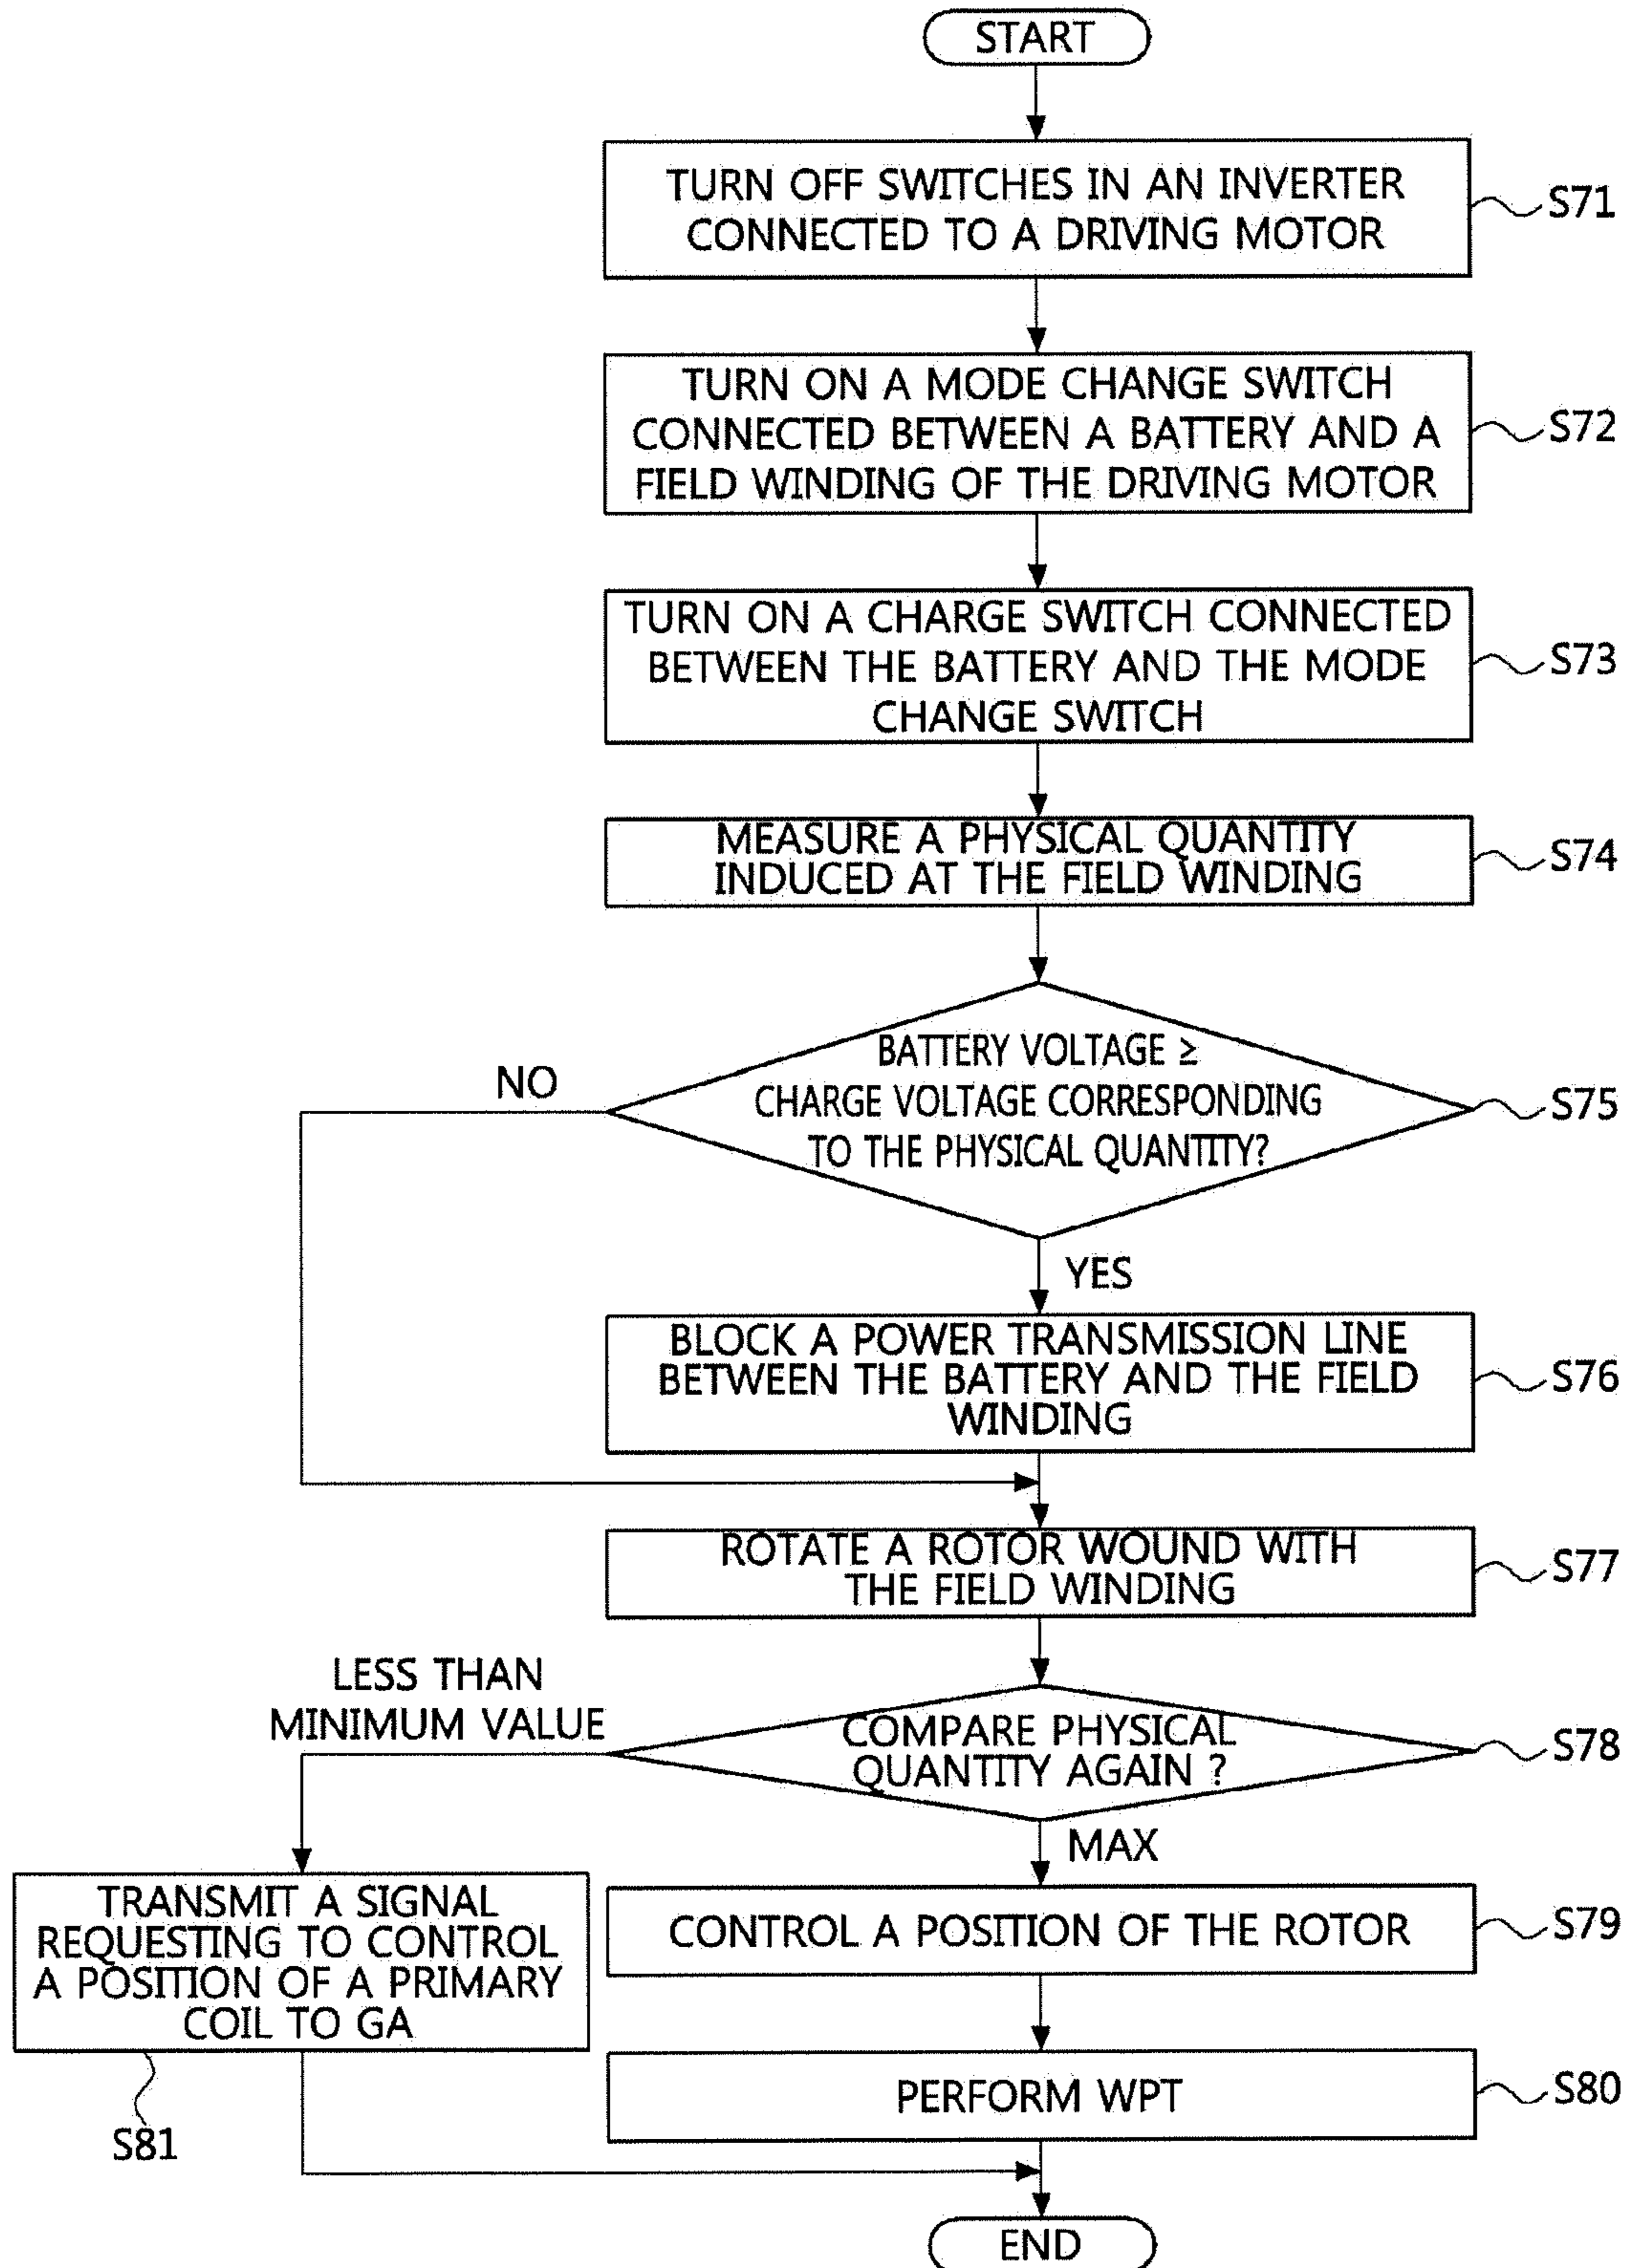 START
TURN OFF SWITCHES IN AN INVERTER
CONNECTED TO A DRIVING MOTOR
S71
TURN ON A MODE CHANGE SWITCH
CONNECTED BETWEEN A BATTERY AND A
FIELD WINDING OF THE DRIVING MOTOR
S72
TURN ON A CHARGE SWITCH CONNECTED
BETWEEN THE BATTERY AND THE MODE
CHANGE SWITCH
S73
MEASURE A PHYSICAL QUANTITY
INDUCED AT THE FIELD WINDING
S74
BATTERY VOLTAGE ≥
CHARGE VOLTAGE CORRESPONDING
TO THE PHYSICAL QUANTITY?
S75
NO
YES
BLOCK A POWER TRANSMISSION LINE
BETWEEN THE BATTERY AND THE FIELD
WINDING
S76
ROTATE A ROTOR WOUND WITH
THE FIELD WINDING
S77
COMPARE PHYSICAL
QUANTITY AGAIN ?
S78
LESS THAN
MINIMUM VALUE
MAX
TRANSMIT A SIGNAL
REQUESTING TO CONTROL
A POSITION OF A PRIMARY
COIL TO GA
S81
CONTROL A POSITION OF THE ROTOR
S79
PERFORM WPT
S80
END